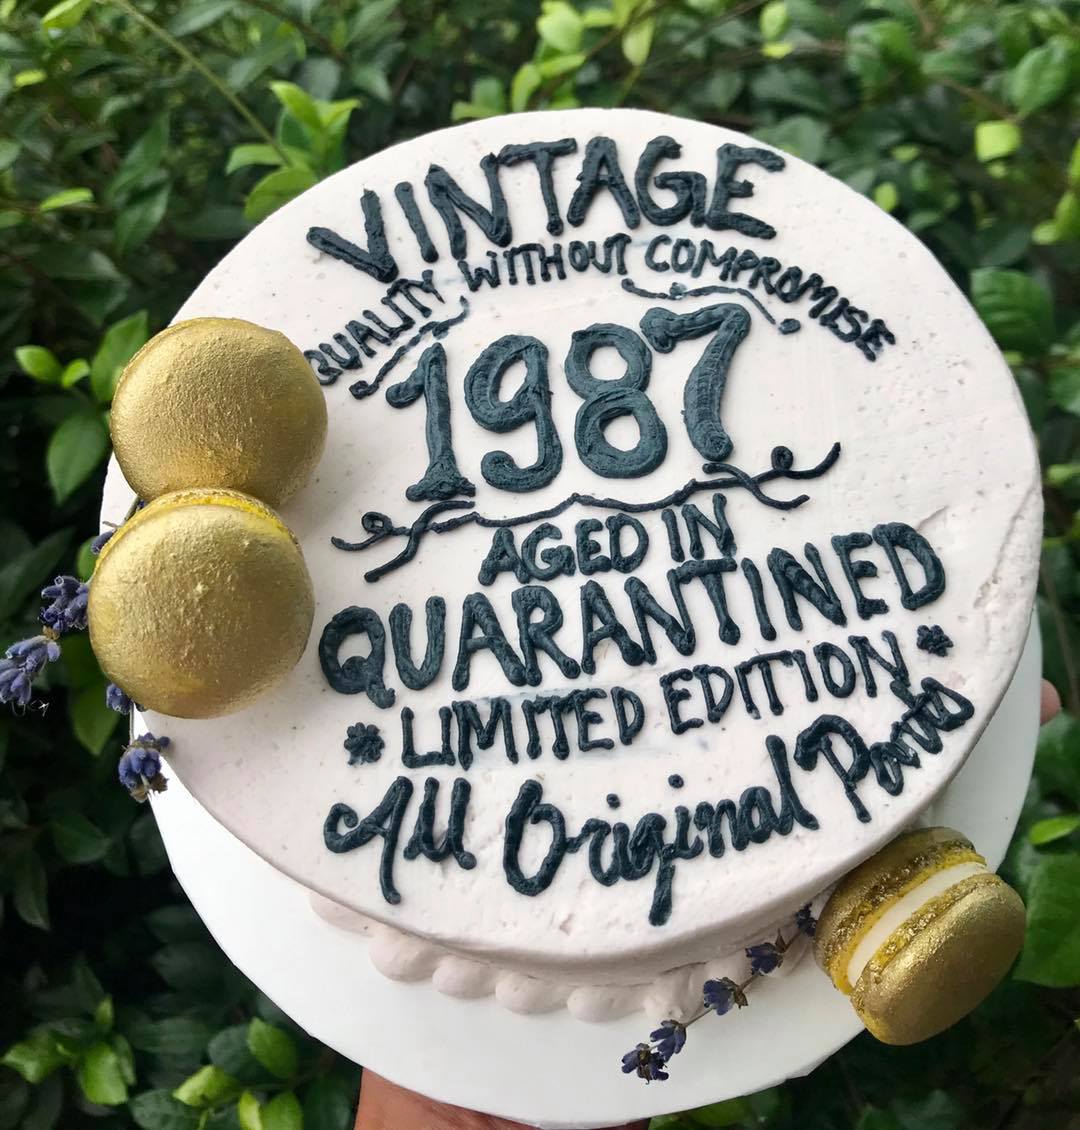 VINTAGE
QUALITY WITHOUT COMPROMISE
1987
AGED IN
QUARANTINED
*LIMITED EDITION*
All Original Parts